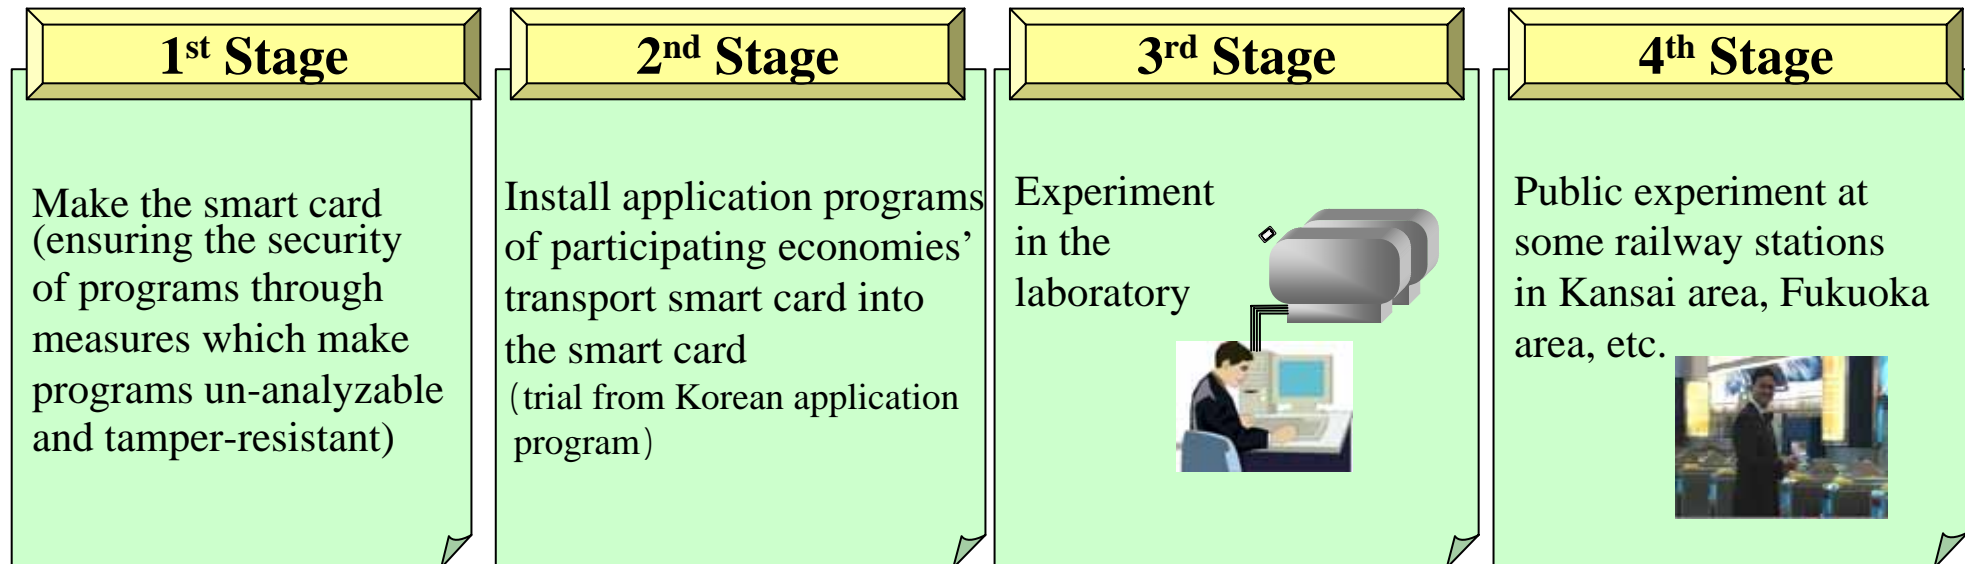 1st Stage
Make the smart card
(ensuring the security
of programs through
measures which make
programs un-analyzable
and tamper-resistant)
2nd Stage
Install application programs
of participating economies’
transport smart card into
the smart card
(trial from Korean application
program)
3rd Stage
Experiment
in the
laboratory
4th Stage
Public experiment at
some railway stations
in Kansai area, Fukuoka
area, etc.